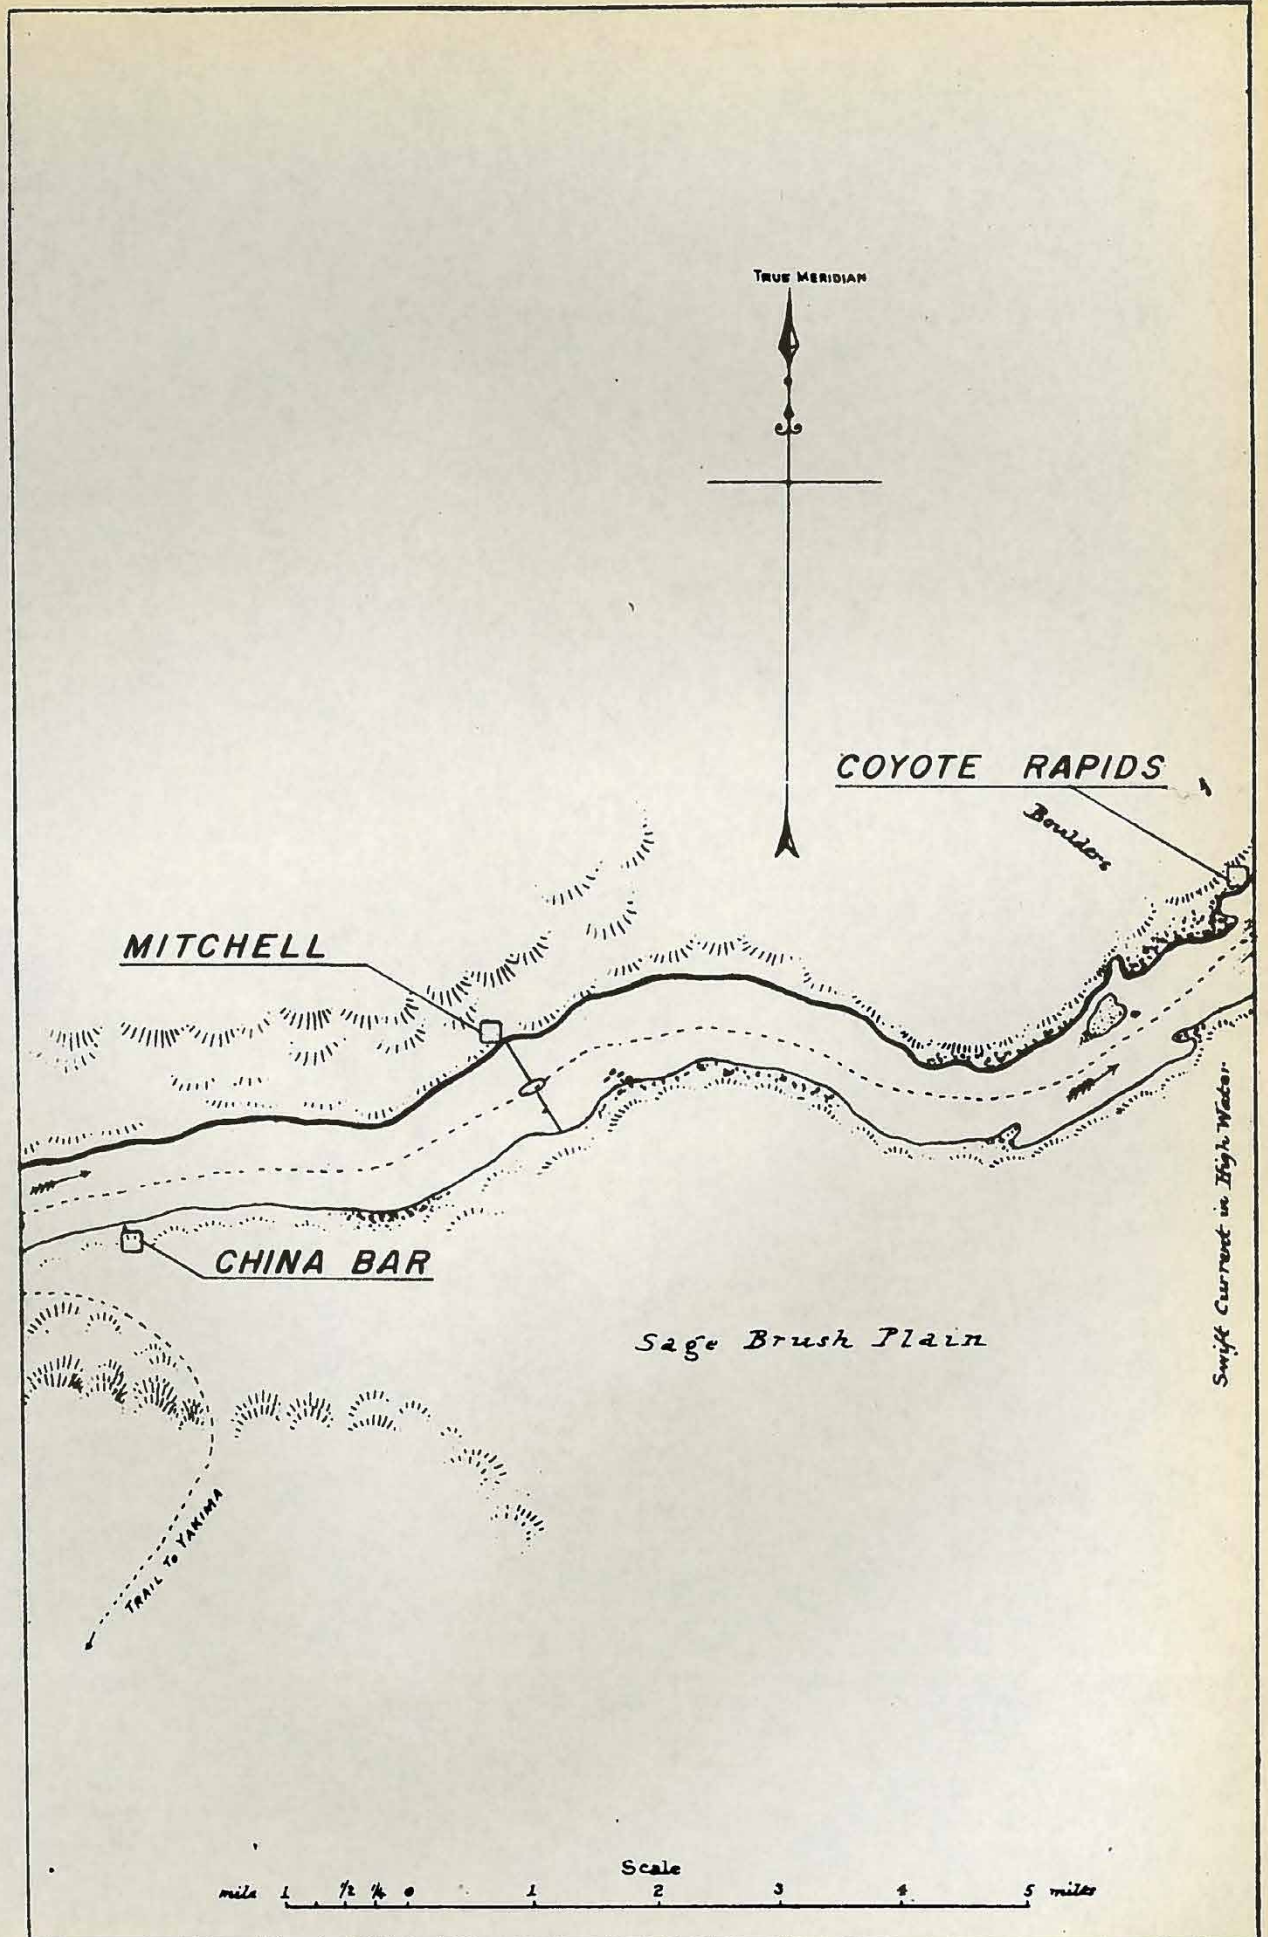 TRUE MERIDIAN
COYOTE RAPIDS
Boulders
MITCHELL
CHINA BAR
Sage Brush Plain
Swift Current in High Water
TRAIL To YAKIMA
Scale
mile 1 1/2 1/4 0 1 2 3 4 5 miles